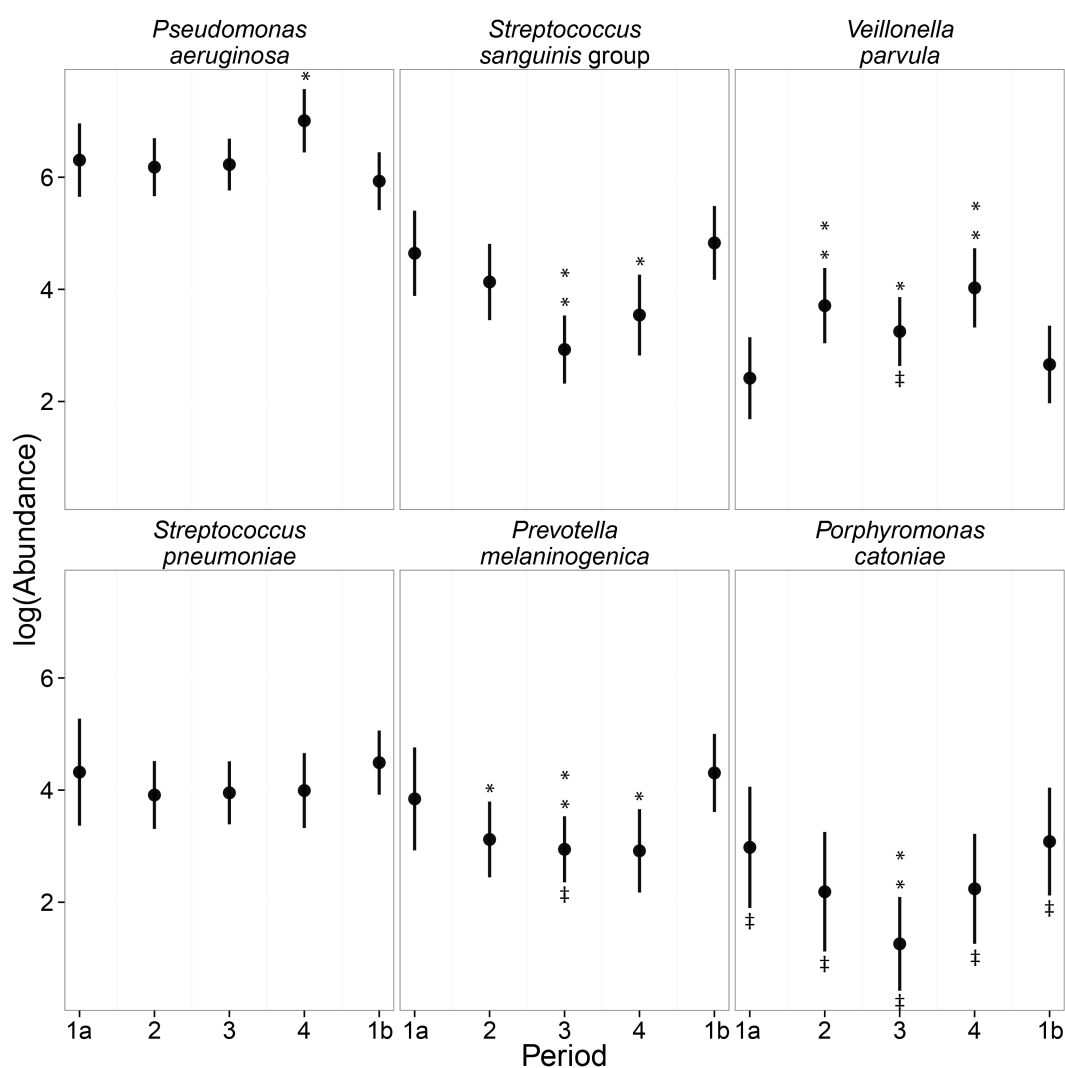 Pseudomonas
aeruginosa
Streptococcus
sanguinis group
Veillonella
parvula
*
6
4
2
*
*
*
*
*
*
‡
*
*
log(Abundance)
Streptococcus
pneumoniae
Prevotella
melaninogenica
Porphyromonas
catoniae
6
4
2
*
*
*
‡
*
‡
‡
*
*
‡
‡
‡
1a 2 3 4 1b
1a 2 3 4 1b
1a 2 3 4 1b
Period